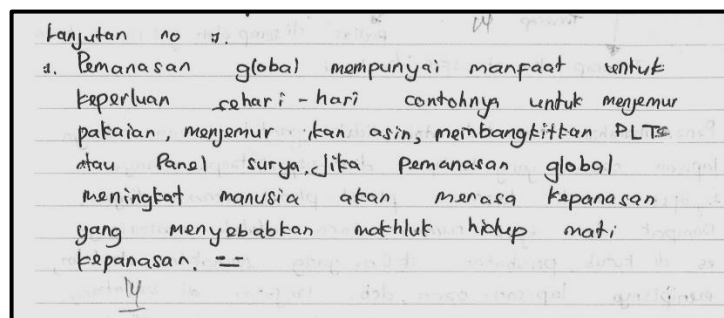 Lanjutan no 1.
1. Pemanasan global mempunyai manfaat untuk
keperluan sehari-hari contohnya untuk menjemur
pakaian, menjemur ikan asin, membangkitkan PLTS
atau Panel surya. Jika pemanasan global
meningkat manusia akan merasa kepanasan
yang menyebabkan makhluk hidup mati
kepanasan. ==
14